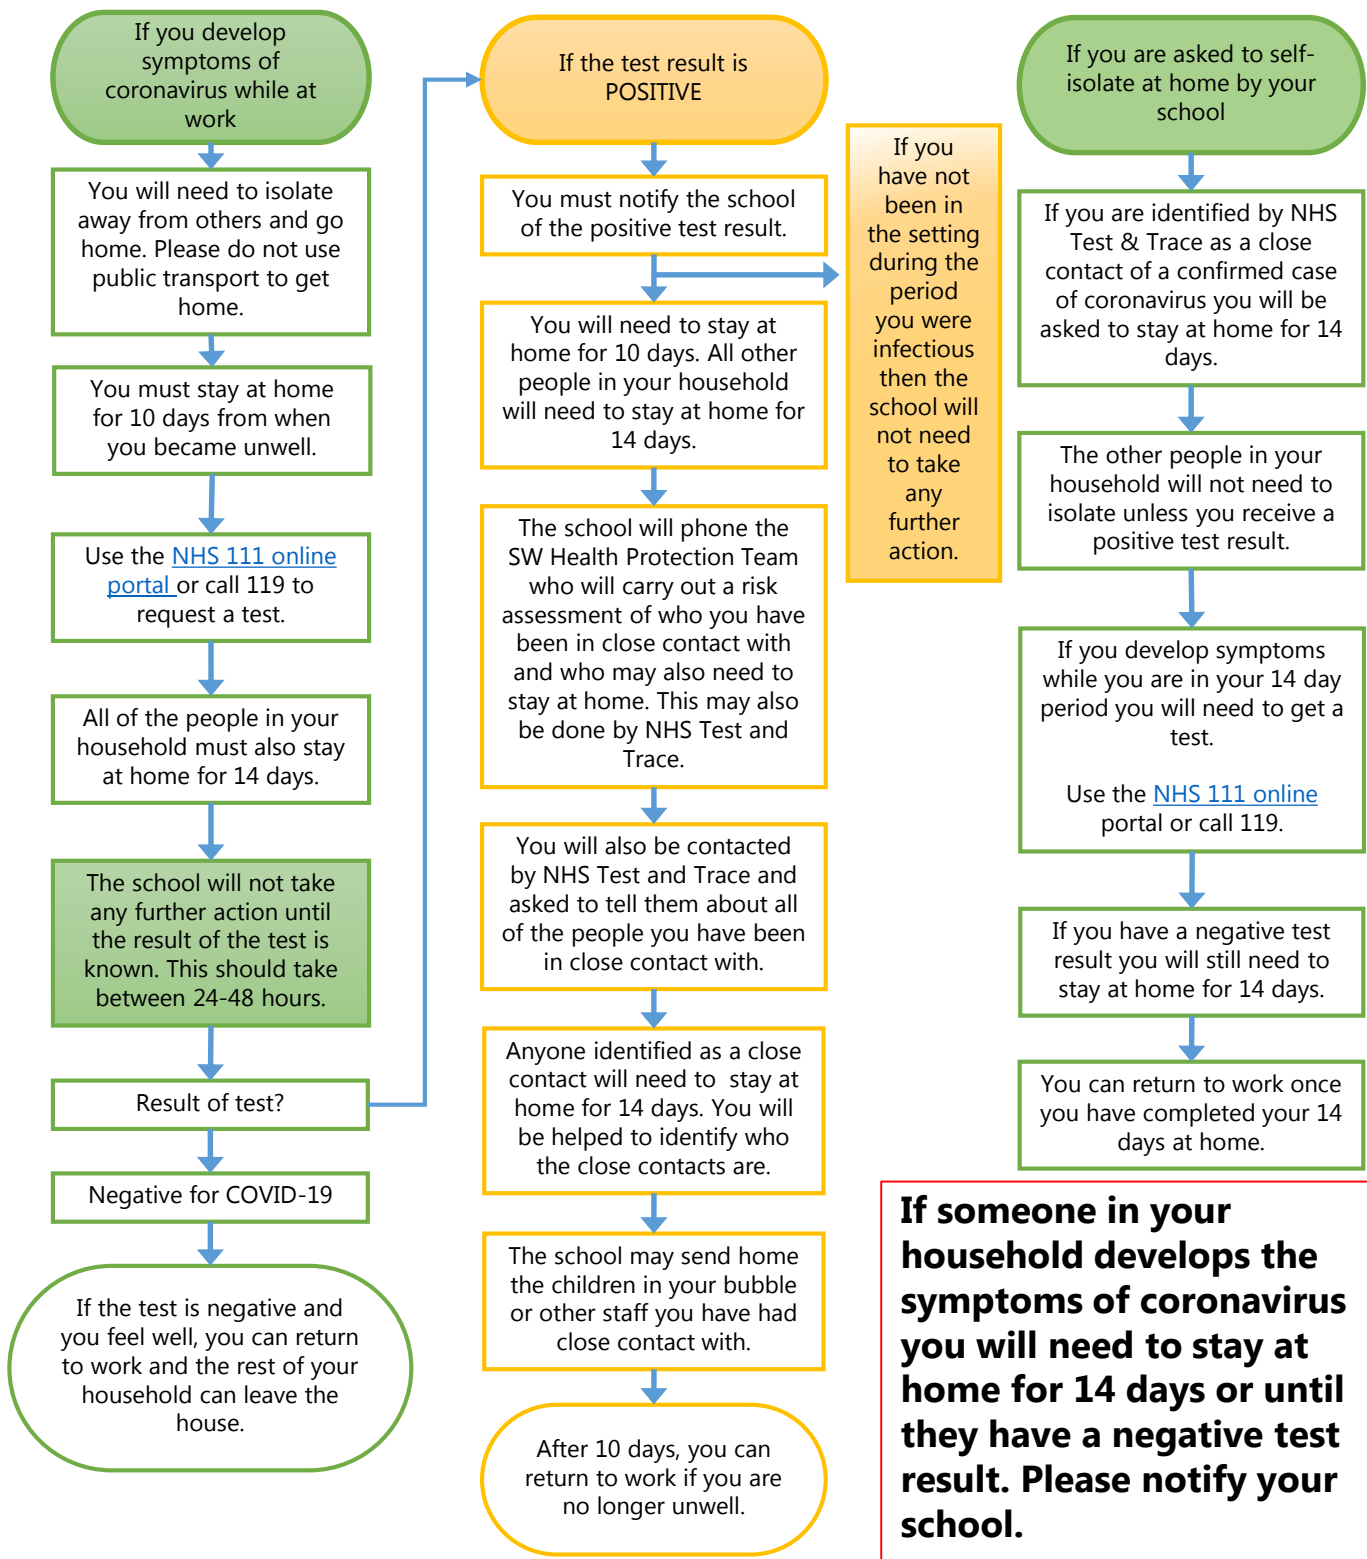 If you develop
symptoms of
coronavirus while at
work
You will need to isolate
away from others and go
home. Please do not use
public transport to get
home.
You must stay at home
for 10 days from when
you became unwell.
Use the NHS 111 online
portal or call 119 to
request a test.
All of the people in your
household must also stay
at home for 14 days.
The school will not take
any further action until
the result of the test is
known. This should take
between 24-48 hours.
Result of test?
Negative for COVID-19
If the test is negative and
you feel well, you can return
to work and the rest of your
household can leave the
house.
If the test result is
POSITIVE
You must notify the school
of the positive test result.
If you
have not
been in
the setting
during the
period
you were
infectious
then the
school will
not need
to take
any
further
action.
You will need to stay at
home for 10 days. All other
people in your household
will need to stay at home for
14 days.
The school will phone the
SW Health Protection Team
who will carry out a risk
assessment of who you have
been in close contact with
and who may also need to
stay at home. This may also
be done by NHS Test and
Trace.
You will also be contacted
by NHS Test and Trace and
asked to tell them about all
of the people you have been
in close contact with.
Anyone identified as a close
contact will need to  stay at
home for 14 days. You will
be helped to identify who
the close contacts are.
The school may send home
the children in your bubble
or other staff you have had
close contact with.
After 10 days, you can
return to work if you are
no longer unwell.
If you are asked to self-
isolate at home by your
school
If you are identified by NHS
Test & Trace as a close
contact of a confirmed case
of coronavirus you will be
asked to stay at home for 14
days.
The other people in your
household will not need to
isolate unless you receive a
positive test result.
If you develop symptoms
while you are in your 14 day
period you will need to get a
test.
Use the NHS 111 online
portal or call 119.
If you have a negative test
result you will still need to
stay at home for 14 days.
You can return to work once
you have completed your 14
days at home.
If someone in your
household develops the
symptoms of coronavirus
you will need to stay at
home for 14 days or until
they have a negative test
result. Please notify your
school.